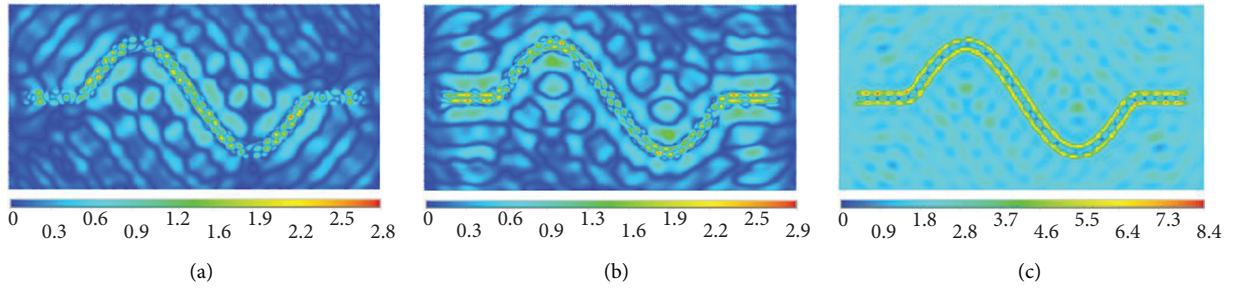 0 0.6 1.2 1.9 2.5
0.3 0.9 1.6 2.2 2.8
(a)
0 0.6 1.3 1.9 2.5
0.3 0.9 1.6 2.2 2.9
(b)
0 1.8 3.7 5.5 7.3
0.9 2.8 4.6 6.4 8.4
(c)